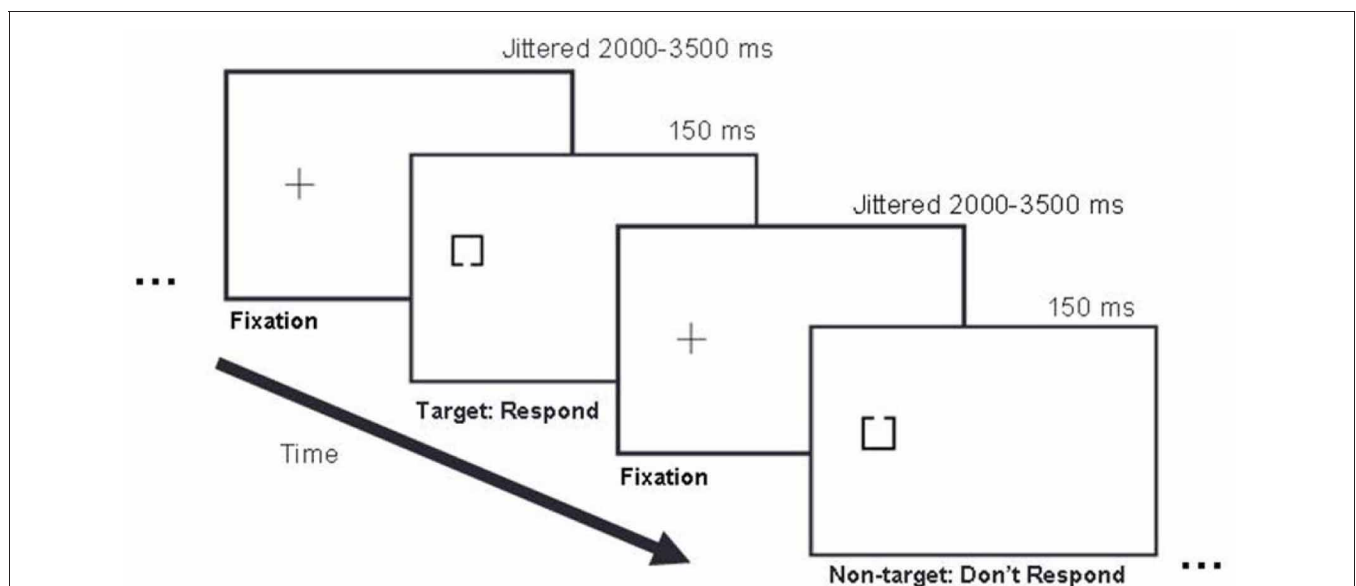 Jittered 2000-3500 ms
150 ms
Jittered 2000-3500 ms
...
Fixation
150 ms
Target: Respond
Time
Fixation
...
Non-target: Don't Respond